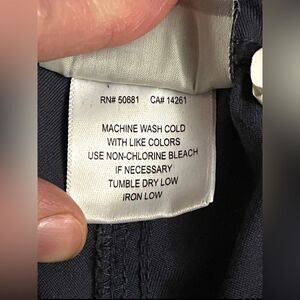 RN# 50681 CA# 14261
MACHINE WASH COLD
WITH LIKE COLORS
USE NON-CHLORINE BLEACH
IF NECESSARY
TUMBLE DRY LOW
IRON LOW